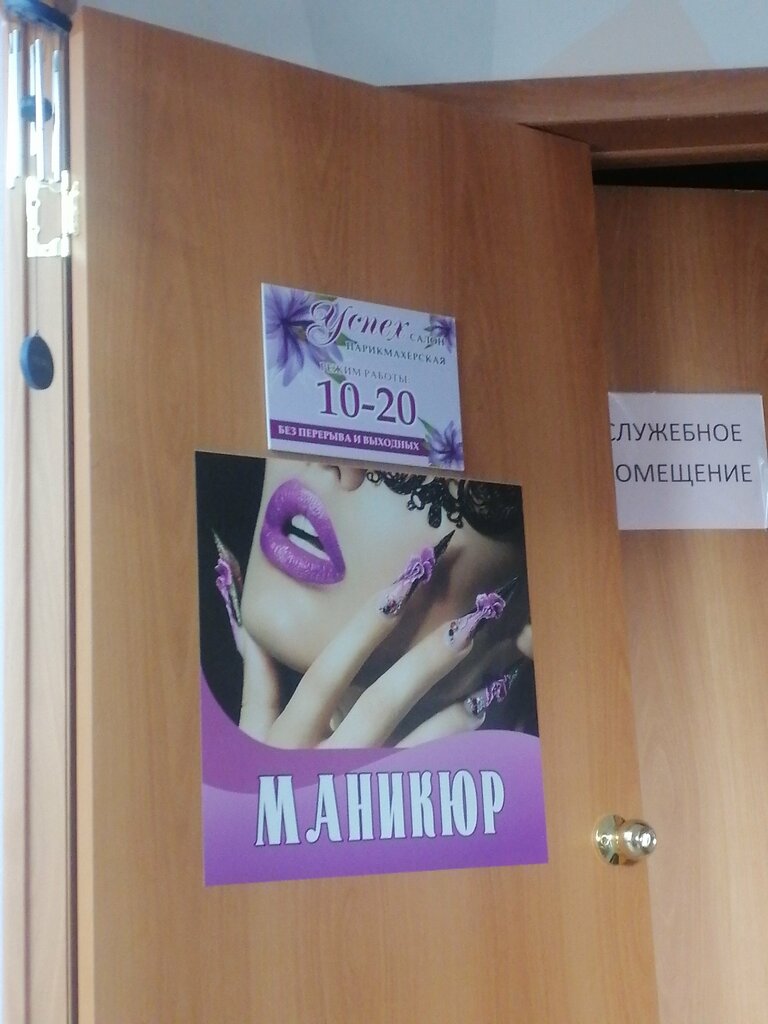 Успех САЛОН
ПАРИКМАХЕРСКАЯ
РЕЖИМ РАБОТЫ:
10-20
БЕЗ ПЕРЕРЫВА И ВЫХОДНЫХ
МАНИКЮР
СЛУЖЕБНОЕ
ОМЕЩЕНИЕ